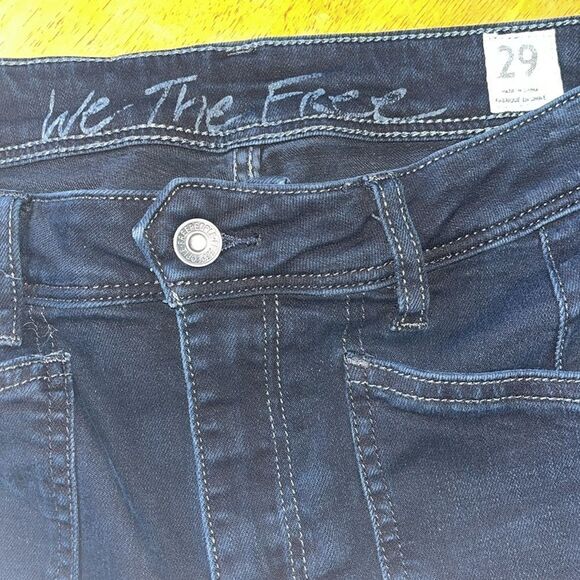 We The Free
29
MADE IN CHINA
FABRIQUÉ EN CHINE